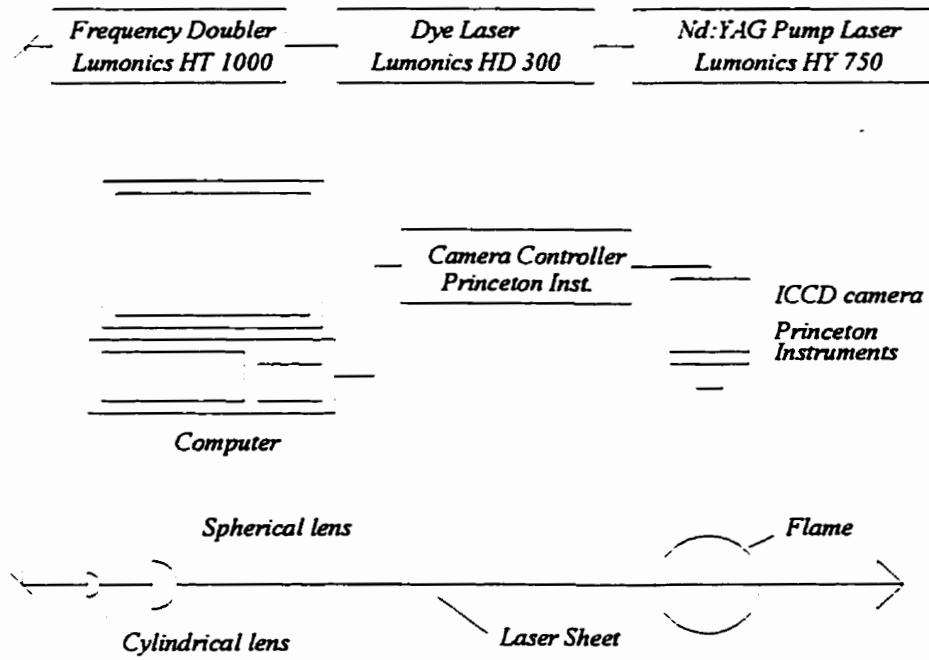 Frequency Doubler
Lumonics HT 1000
Dye Laser
Lumonics HD 300
Nd:YAG Pump Laser
Lumonics HY 750
Camera Controller
Princeton Inst.
ICCD camera
Princeton
Instruments
Computer
Spherical lens
Flame
Cylindrical lens
Laser Sheet